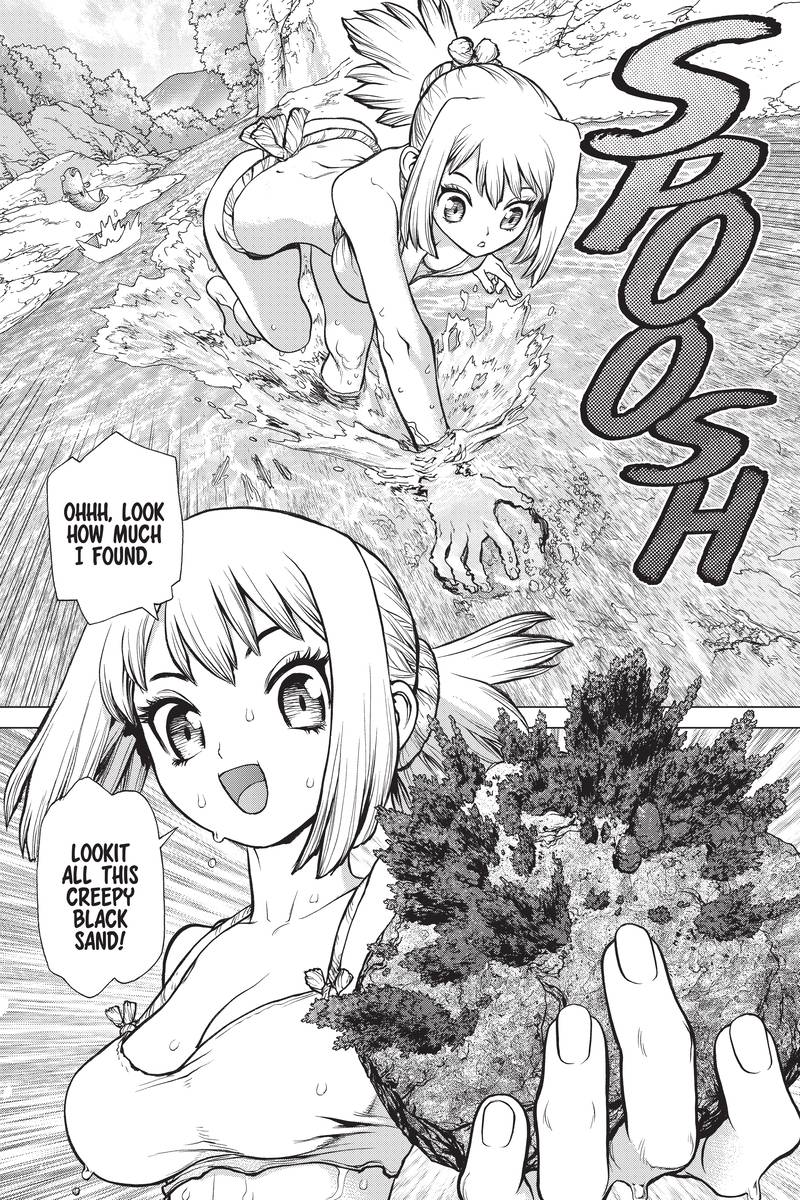 SPOOSH
OHHH, LOOK
HOW MUCH
I FOUND.
LOOKIT
ALL THIS
CREEPY
BLACK
SAND!